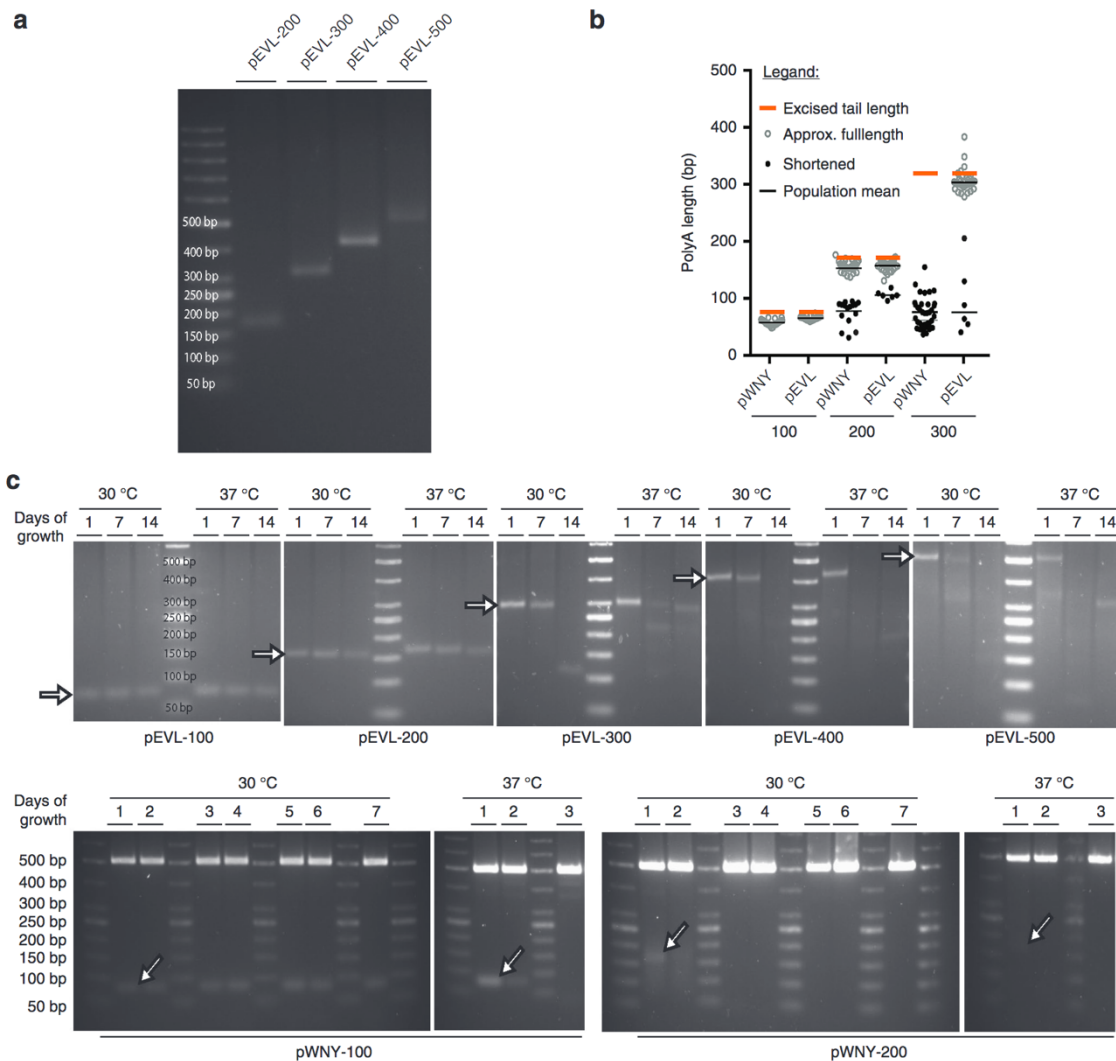 a
pEVL-200
pEVL-300
pEVL-400
pEVL-500
500 bp
400 bp
300 bp
250 bp
200 bp
150 bp
100 bp
50 bp
b
500
400
300
200
100
0
PolyA length (bp)
Legand:
Excised tail length
Approx. fulllength
Shortened
Population mean
pWNY
pEVL
pWNY
pEVL
pWNY
pEVL
100
200
300
c
30 °C
37 °C
30 °C
37 °C
30 °C
37 °C
30 °C
37 °C
30 °C
37 °C
Days of
growth
1 7 14
1 7 14
1 7 14
1 7 14
1 7 14
1 7 14
1 7 14
1 7 14
1 7 14
1 7 14
500 bp
400 bp
300 bp
250 bp
200 bp
150 bp
100 bp
50 bp
pEVL-100
pEVL-200
pEVL-300
pEVL-400
pEVL-500
30 °C
37 °C
30 °C
37 °C
Days of
growth
1 2 3 4 5 6 7
1 2 3
1 2 3 4 5 6 7
1 2 3
500 bp
400 bp
300 bp
250 bp
200 bp
150 bp
100 bp
50 bp
pWNY-100
pWNY-200